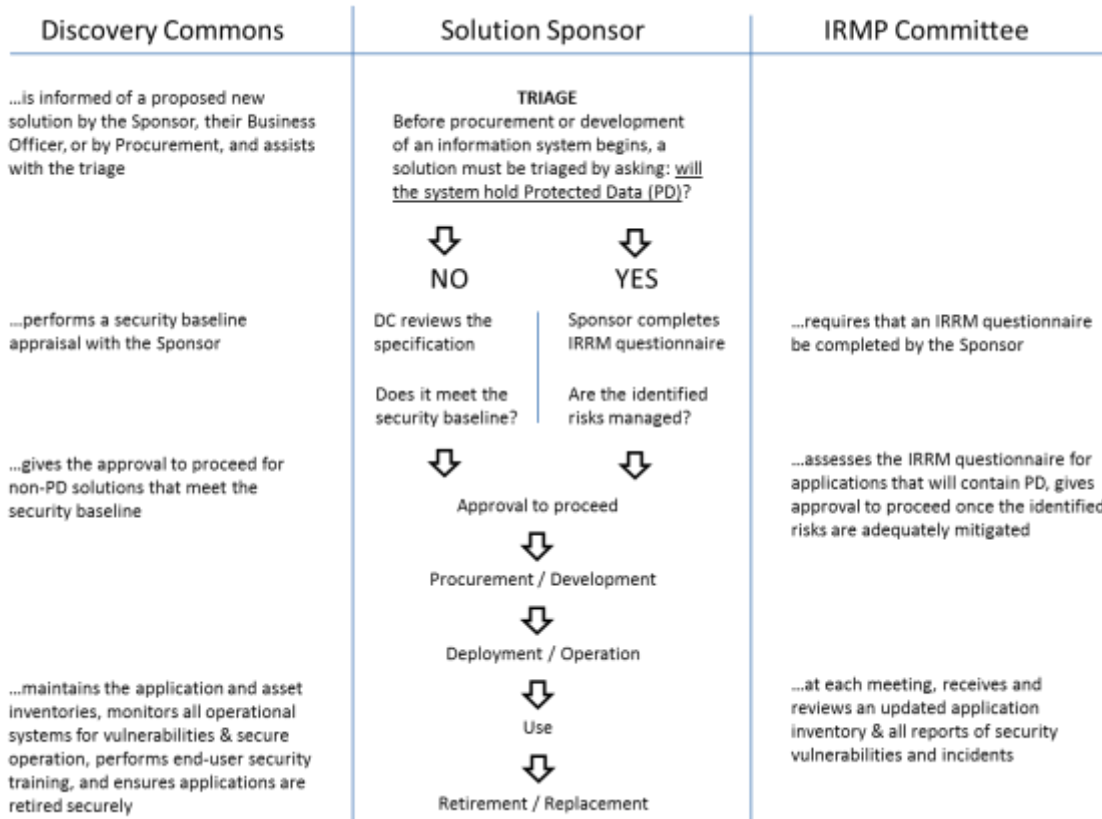 Discovery Commons
Solution Sponsor
IRMP Committee
...is informed of a proposed new
solution by the Sponsor, their Business
Officer, or by Procurement, and assists
with the triage
TRIAGE
Before procurement or development
of an information system begins, a
solution must be triaged by asking: will
the system hold Protected Data (PD)?
NO
YES
...performs a security baseline
appraisal with the Sponsor
DC reviews the
specification
Does it meet the
security baseline?
Sponsor completes
IRRM questionnaire
Are the identified
risks managed?
...requires that an IRRM questionnaire
be completed by the Sponsor
...gives the approval to proceed for
non-PD solutions that meet the
security baseline
Approval to proceed
...assesses the IRRM questionnaire for
applications that will contain PD, gives
approval to proceed once the identified
risks are adequately mitigated
Procurement / Development
Deployment / Operation
...maintains the application and asset
inventories, monitors all operational
systems for vulnerabilities & secure
operation, performs end-user security
training, and ensures applications are
retired securely
Use
Retirement / Replacement
...at each meeting, receives and
reviews an updated application
inventory & all reports of security
vulnerabilities and incidents